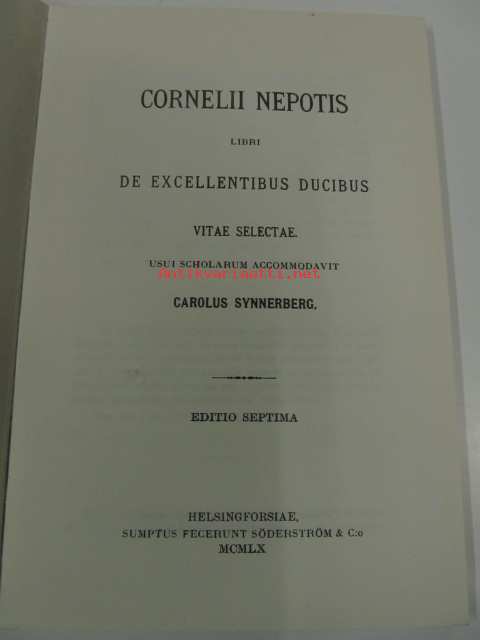 CORNELII NEPOTIS
LIBRI
DE EXCELLENTIBUS DUCIBUS
VITAE SELECTAE.
USUI SCHOLARUM ACCOMMODAVIT
antikvariaatti.net
CAROLUS SYNNERBERG.
EDITIO SEPTIMA
HELSINGFORSIAE,
SUMPTUS FECERUNT SÖDERSTRÖM & C:o
MCMLX